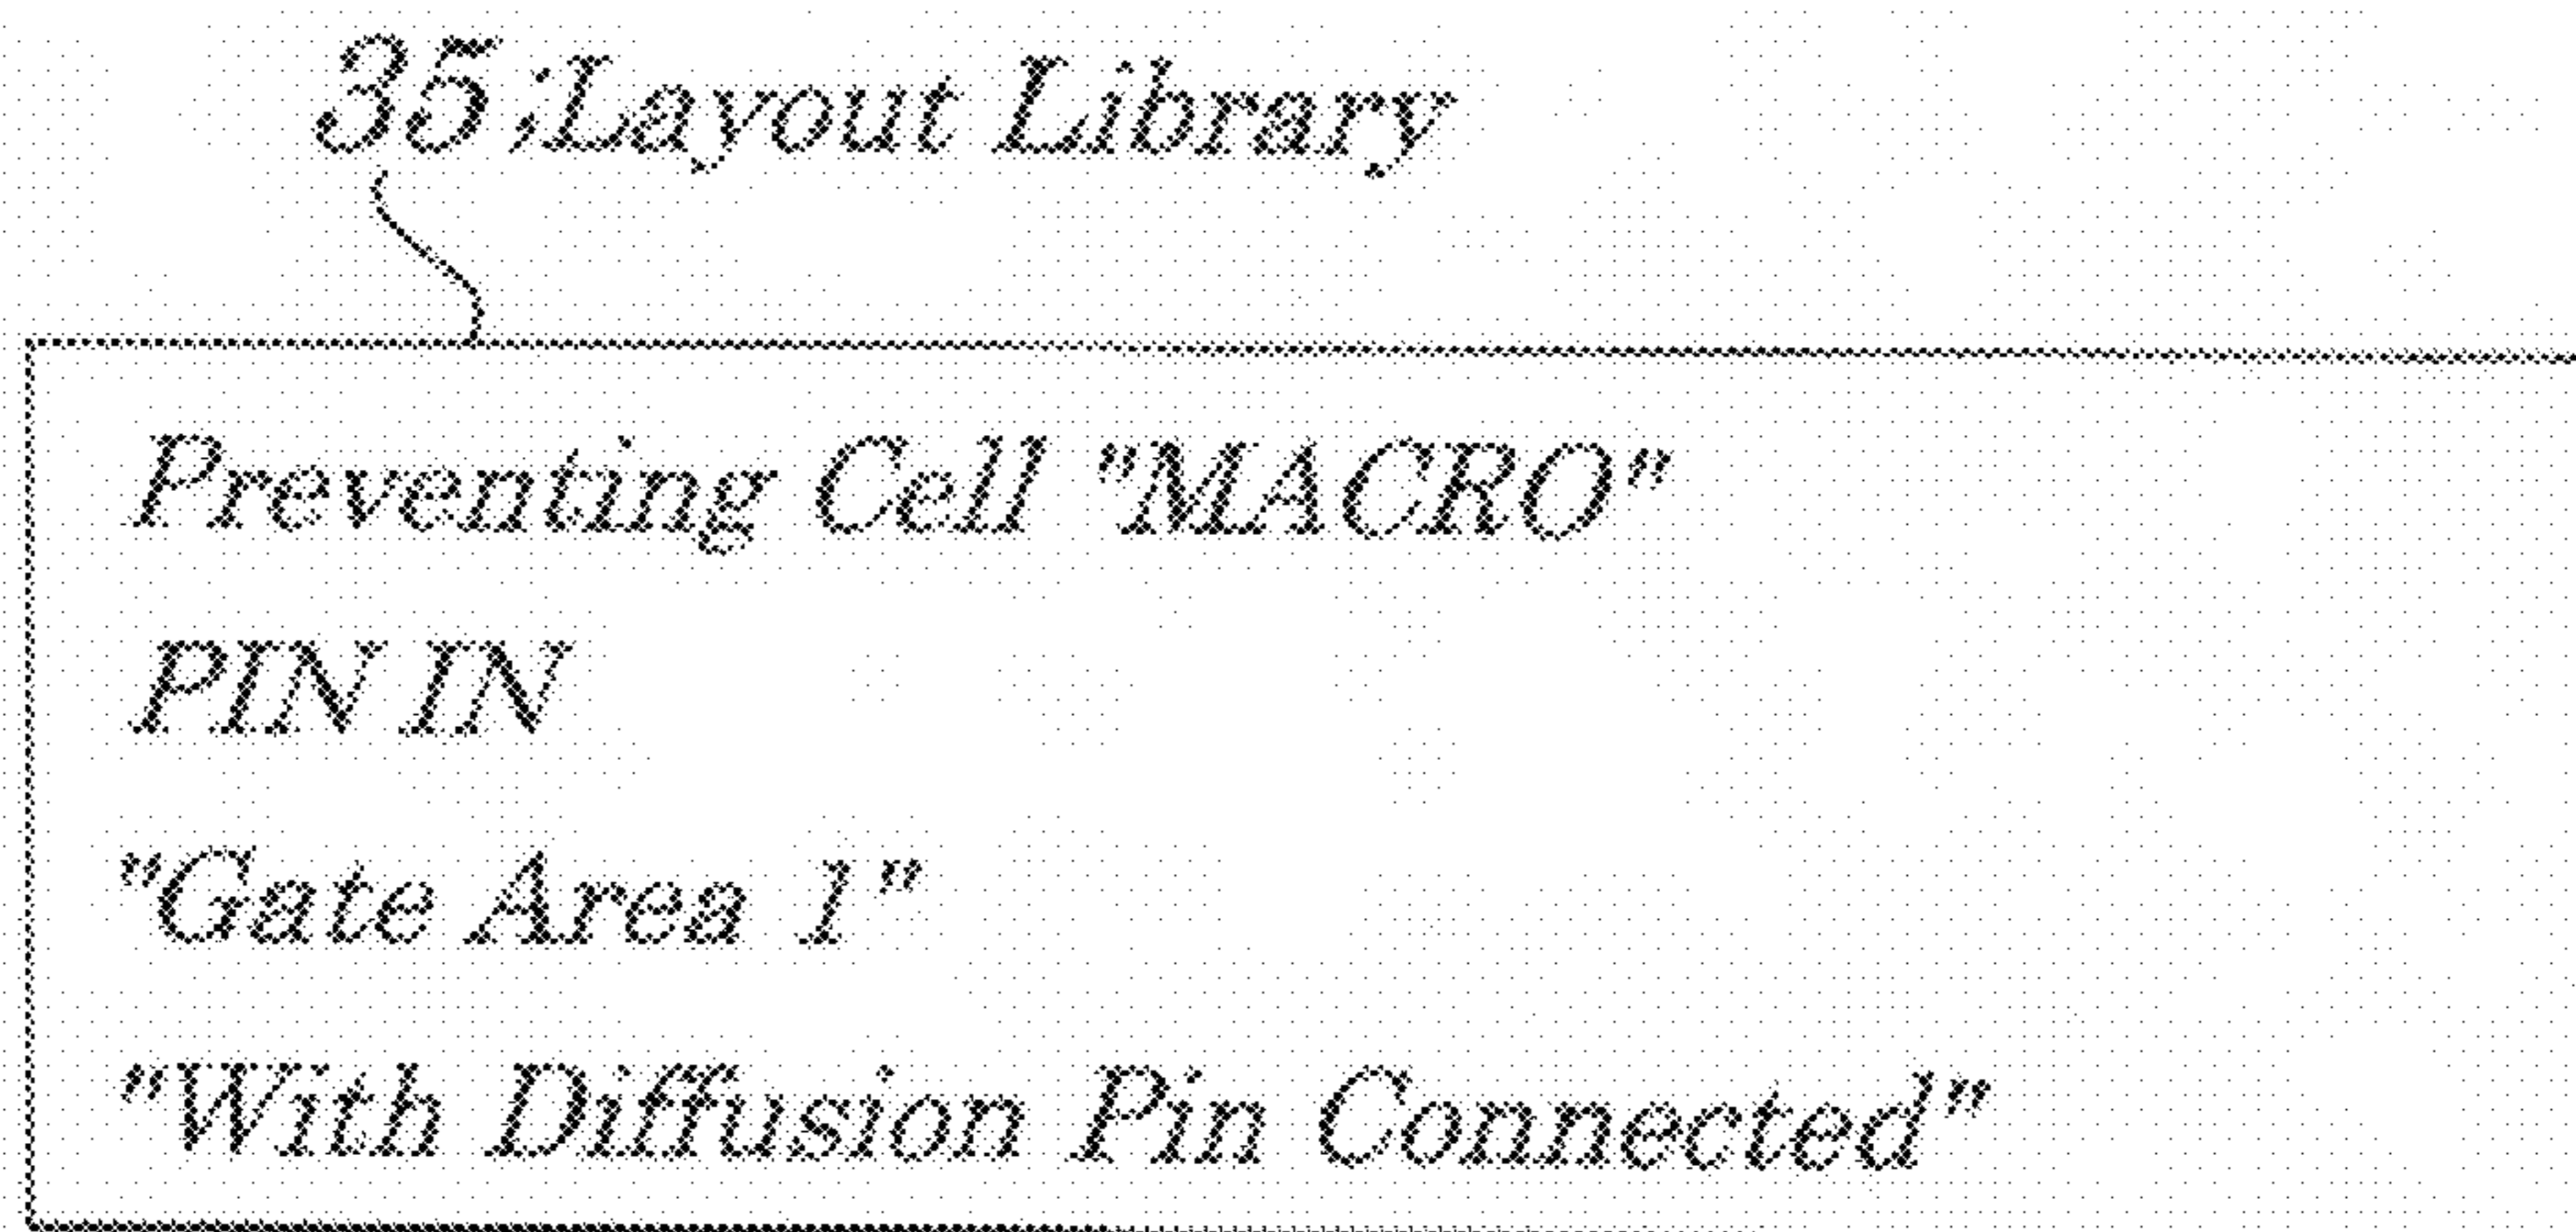 35;Layout Library
Preventing Cell "MACRO"
PIN IN
"Gate Area 1"
"With Diffusion Pin Connected"